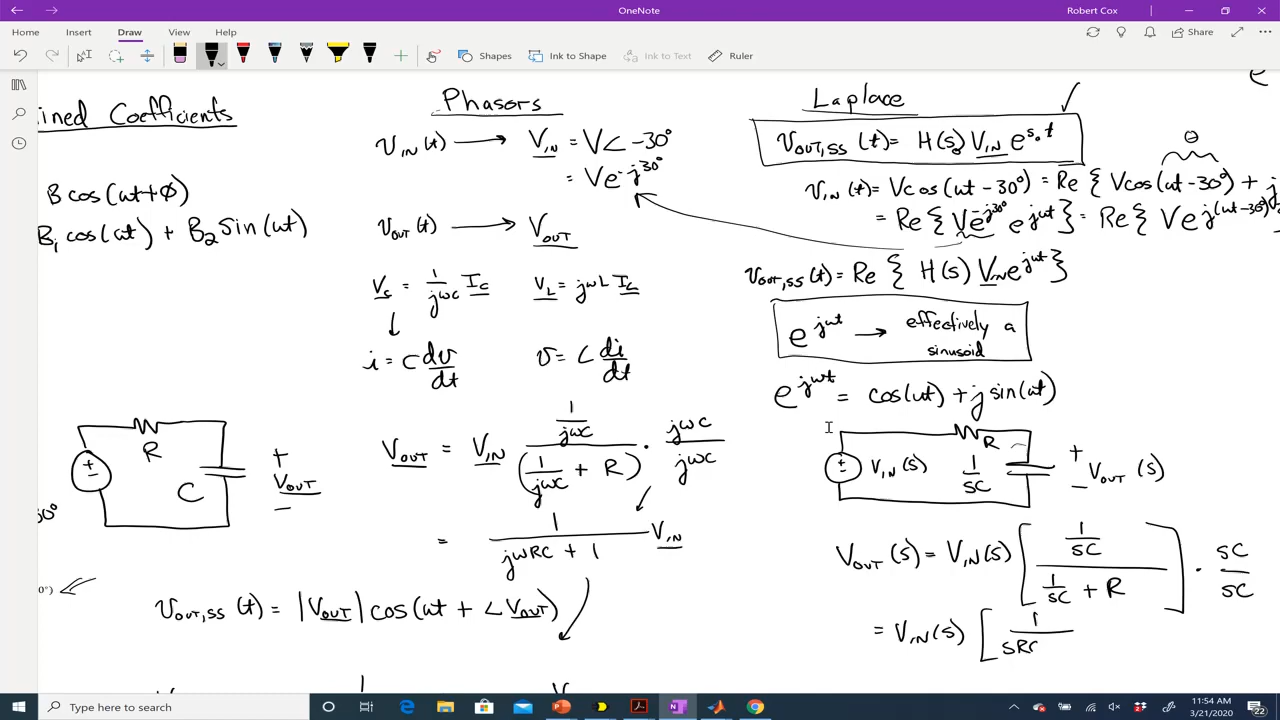 OneNote
Robert Cox
Home Insert Draw View Help
Share
Shapes Ink to Shape Ink to Text Ruler
ined Coefficients
B cos(ωt+φ)
B₁ cos(ωt) + B₂ sin(ωt)
R
C
+
V_OUT
−
30°
0°)
Phasors
v_IN(t) → V_IN = V∠-30°
= Ve^-j30°
v_OUT(t) → V_OUT
V_C = 1/jωC I_C V_L = jωL I_L
i = C dv/dt v = L di/dt
V_OUT = V_IN (1/jωC)/(1/jωC + R) · jωC/jωC
= 1/(jωRC + 1) V_IN
v_OUT,SS(t) = |V_OUT| cos(ωt + ∠V_OUT)
e
Laplace
v_OUT,SS(t) = H(s₀) V_IN e^s₀t
θ
v_IN(t) = Vcos(ωt-30°) = Re{Vcos(ωt-30°) + j
= Re{Ve^-j30° e^jωt} = Re{Ve^j(ωt-30°)
v_OUT,SS(t) = Re{H(s) V_IN e^jωt}
e^jωt → effectively a
sinusoid
e^jωt = cos(ωt) + j sin(ωt)
R
V_IN(s) 1/sC + V_OUT(s)
−
V_OUT(s) = V_IN(s) [(1/sC)/(1/sC + R)] · sC/sC
= V_IN(s) [1/sRC
Type here to search
11:54 AM
3/21/2020
22